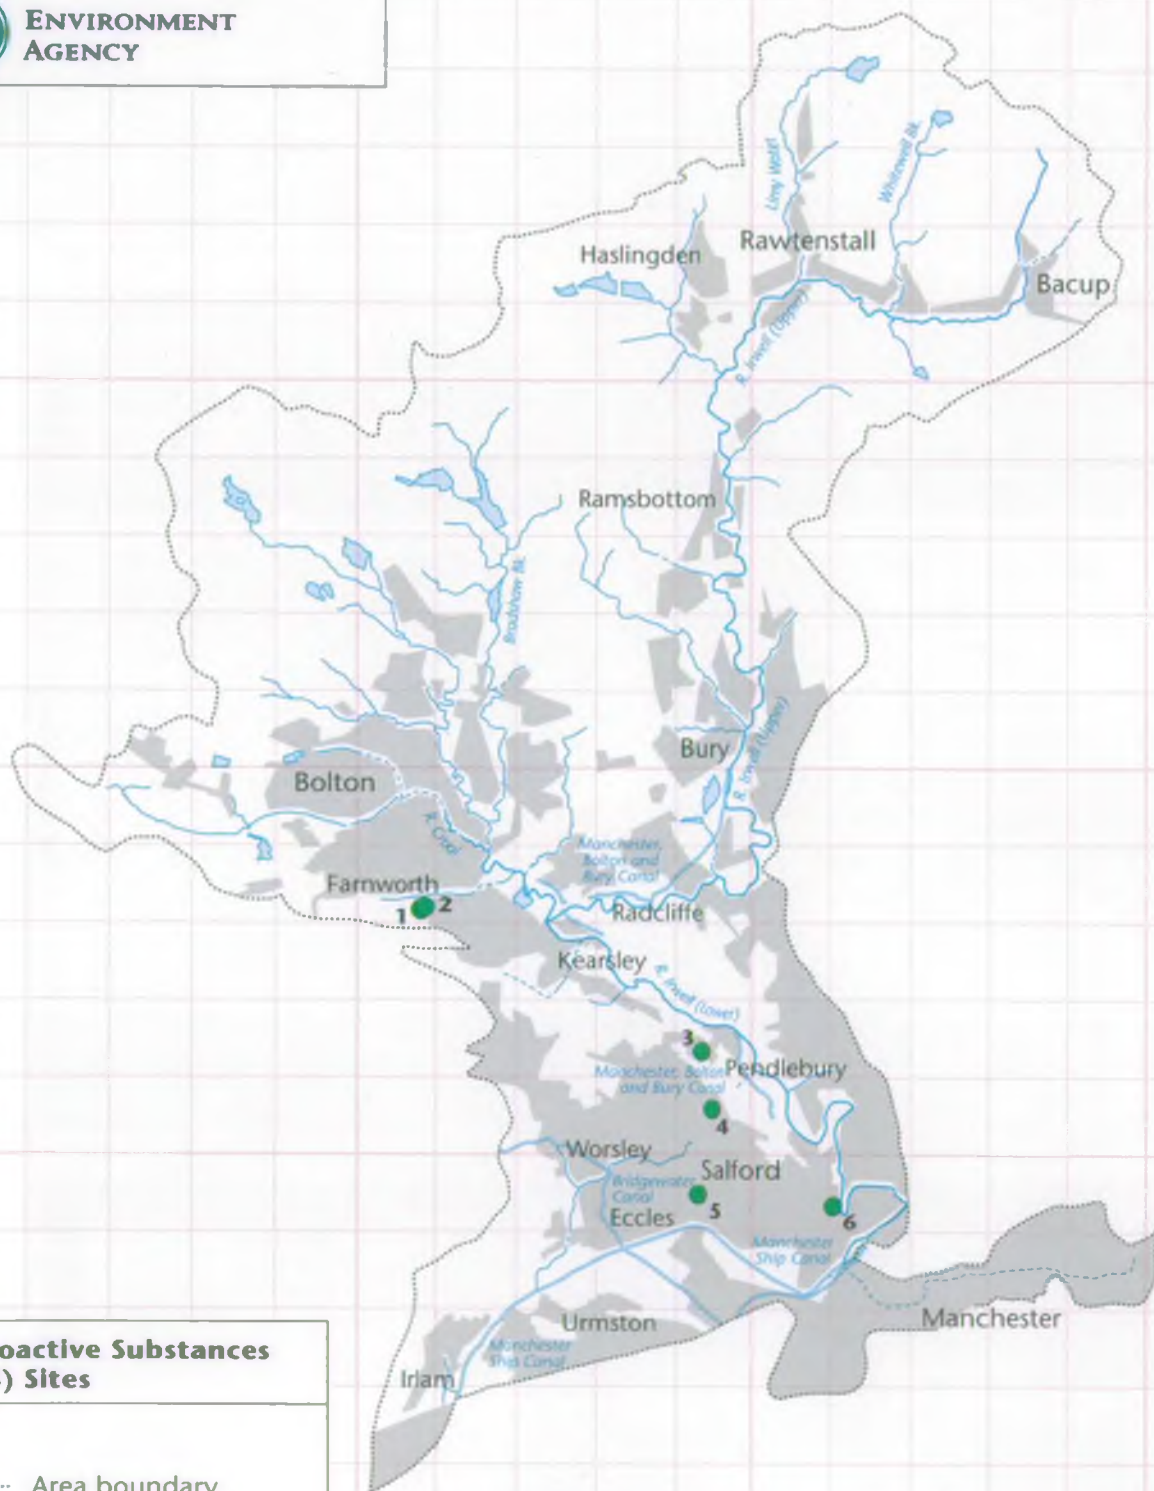 ENVIRONMENT
AGENCY
Limy Water
Whitewell Bk.
Haslingden
Rawtenstall
Bacup
R. Irwell (Upper)
Ramsbottom
Bradshaw Bk.
Bury
R. Irwell (Upper)
Bolton
R. Croal
Manchester,
Bolton and
Bury Canal
Farnworth
1
2
Radcliffe
Kearsley
R. Irwell (Lower)
3
Pendlebury
Manchester, Bolton
and Bury Canal
4
Worsley
Salford
Bridgewater
Canal
5
Eccles
6
Manchester
Ship Canal
Urmston
Manchester
Manchester
Ship Canal
Irlam
oactive Substances
) Sites
Area boundary